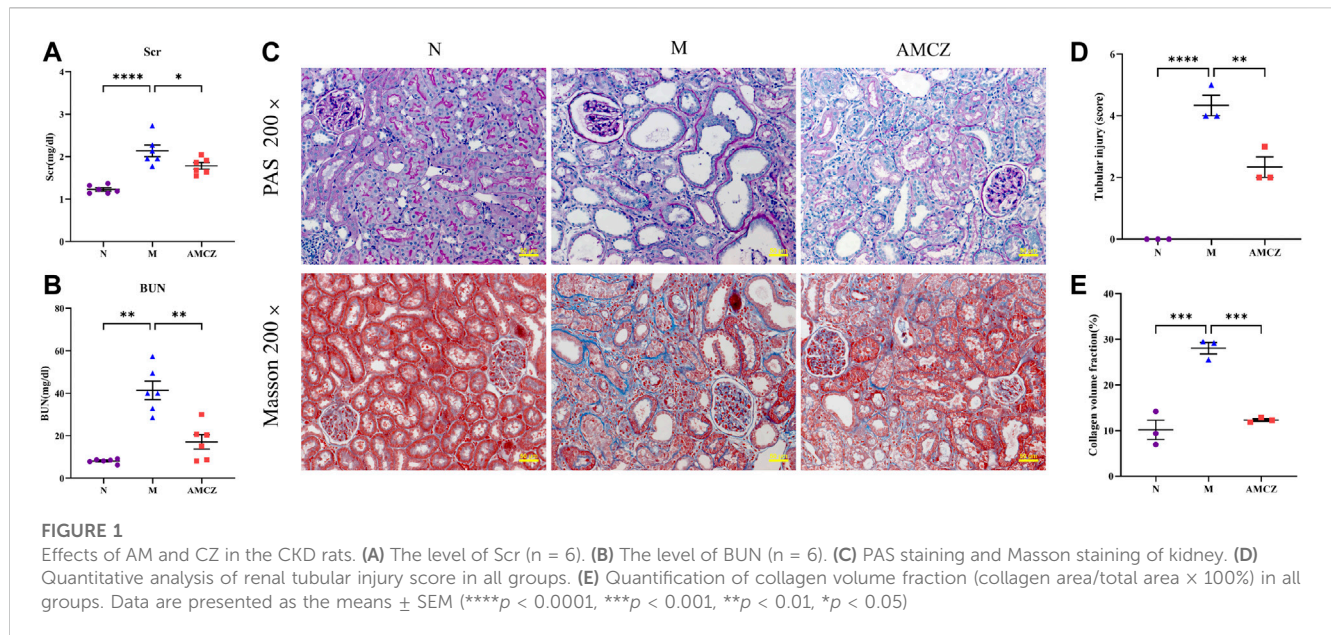 A
Scr
****
*
Scr(mg/dl)
4
3
2
1
0
N
M
AMCZ
B
BUN
**
**
BUN(mg/dl)
80
60
40
20
0
N
M
AMCZ
C
N
M
AMCZ
PAS 200 ×
Masson 200 ×
D
****
**
Tubular injury (score)
6
4
2
0
N
M
AMCZ
E
***
***
Collagen volume fraction(%)
40
30
20
10
0
N
M
AMCZ
FIGURE 1
Effects of AM and CZ in the CKD rats. (A) The level of Scr (n = 6). (B) The level of BUN (n = 6). (C) PAS staining and Masson staining of kidney. (D)
Quantitative analysis of renal tubular injury score in all groups. (E) Quantification of collagen volume fraction (collagen area/total area × 100%) in all
groups. Data are presented as the means ± SEM (****p < 0.0001, ***p < 0.001, **p < 0.01, *p < 0.05)